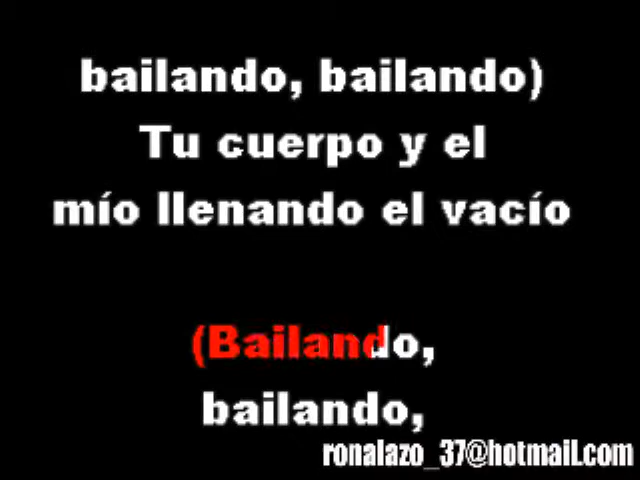 bailando, bailando)
Tu cuerpo y el
mío llenando el vacío
(Bailando,
bailando,
ronalazo_37@hotmail.com